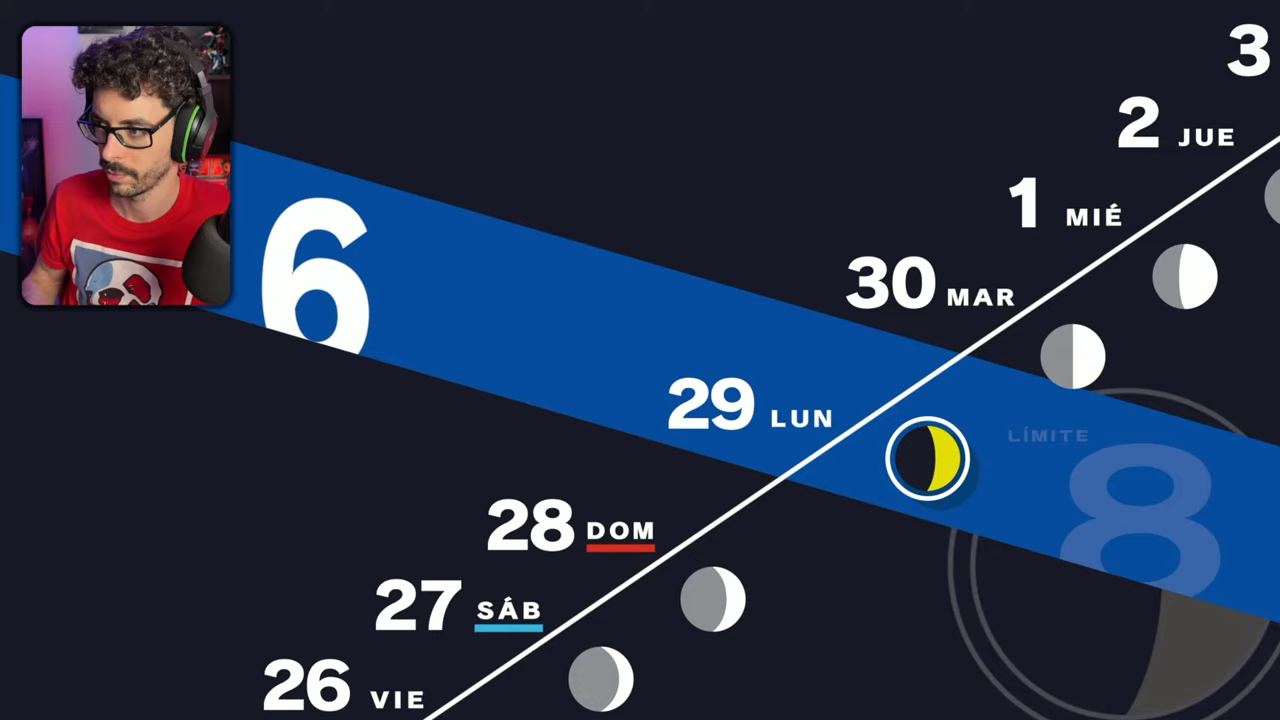 3
2 JUE
1 MIÉ
6
30 MAR
29 LUN
LÍMITE
8
28 DOM
27 SÁB
26 VIE